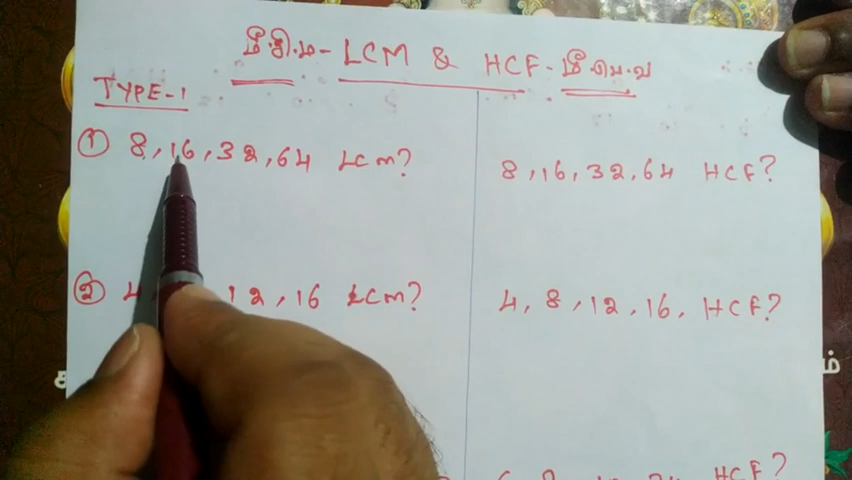 மீ.சி.ம - LCM & HCF - மீ.பெ.வ
TYPE-1
① 8, 16, 32, 64 LCM?
8, 16, 32, 64 HCF?
② 4, 12, 16 LCM?
4, 8, 12, 16, HCF?
HCF?